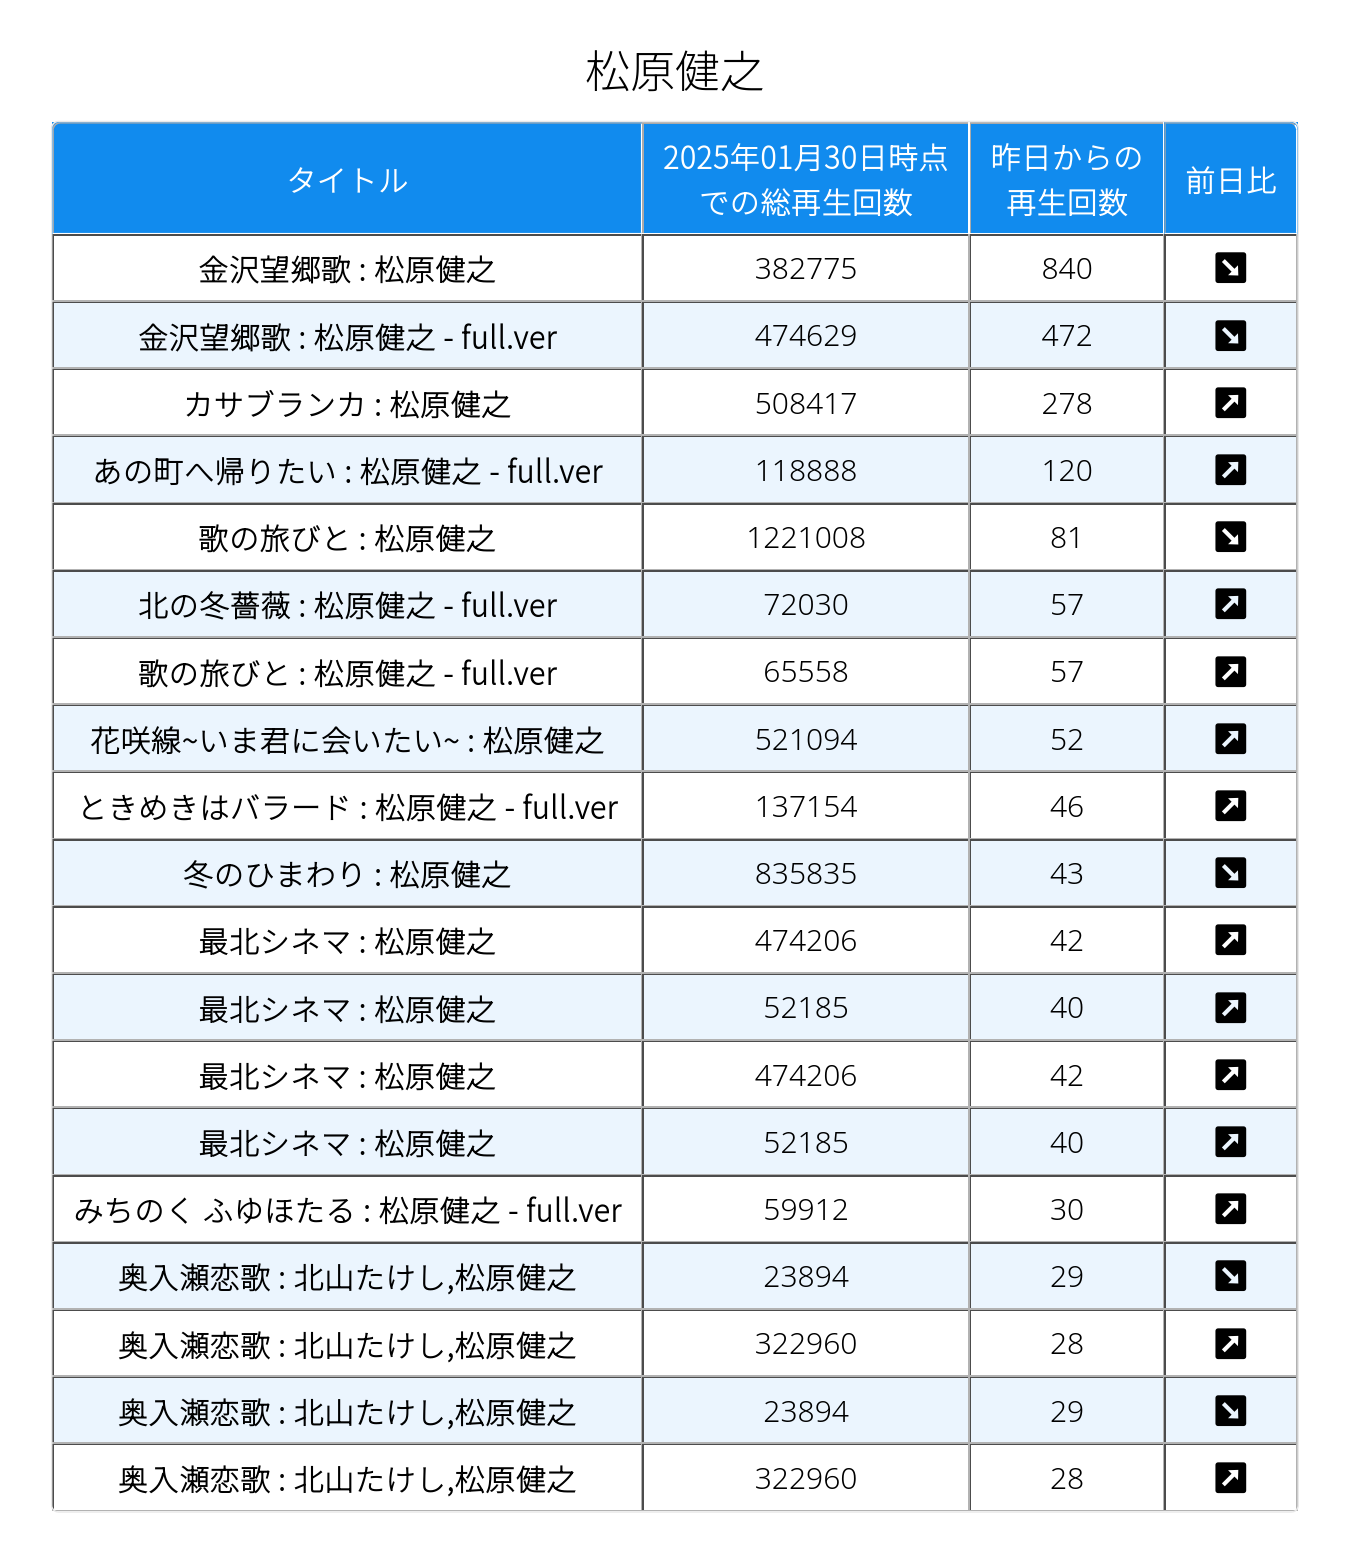 松原健之
タイトル
2025年01月30日時点
での総再生回数
昨日からの
再生回数
前日比
金沢望郷歌 : 松原健之 382775 840
金沢望郷歌 : 松原健之 - full.ver 474629 472
カサブランカ : 松原健之 508417 278
あの町へ帰りたい : 松原健之 - full.ver 118888 120
歌の旅びと : 松原健之 1221008 81
北の冬薔薇 : 松原健之 - full.ver 72030 57
歌の旅びと : 松原健之 - full.ver 65558 57
花咲線~いま君に会いたい~ : 松原健之 521094 52
ときめきはバラード : 松原健之 - full.ver 137154 46
冬のひまわり : 松原健之 835835 43
最北シネマ : 松原健之 474206 42
最北シネマ : 松原健之 52185 40
最北シネマ : 松原健之 474206 42
最北シネマ : 松原健之 52185 40
みちのく ふゆほたる : 松原健之 - full.ver 59912 30
奥入瀬恋歌 : 北山たけし,松原健之 23894 29
奥入瀬恋歌 : 北山たけし,松原健之 322960 28
奥入瀬恋歌 : 北山たけし,松原健之 23894 29
奥入瀬恋歌 : 北山たけし,松原健之 322960 28